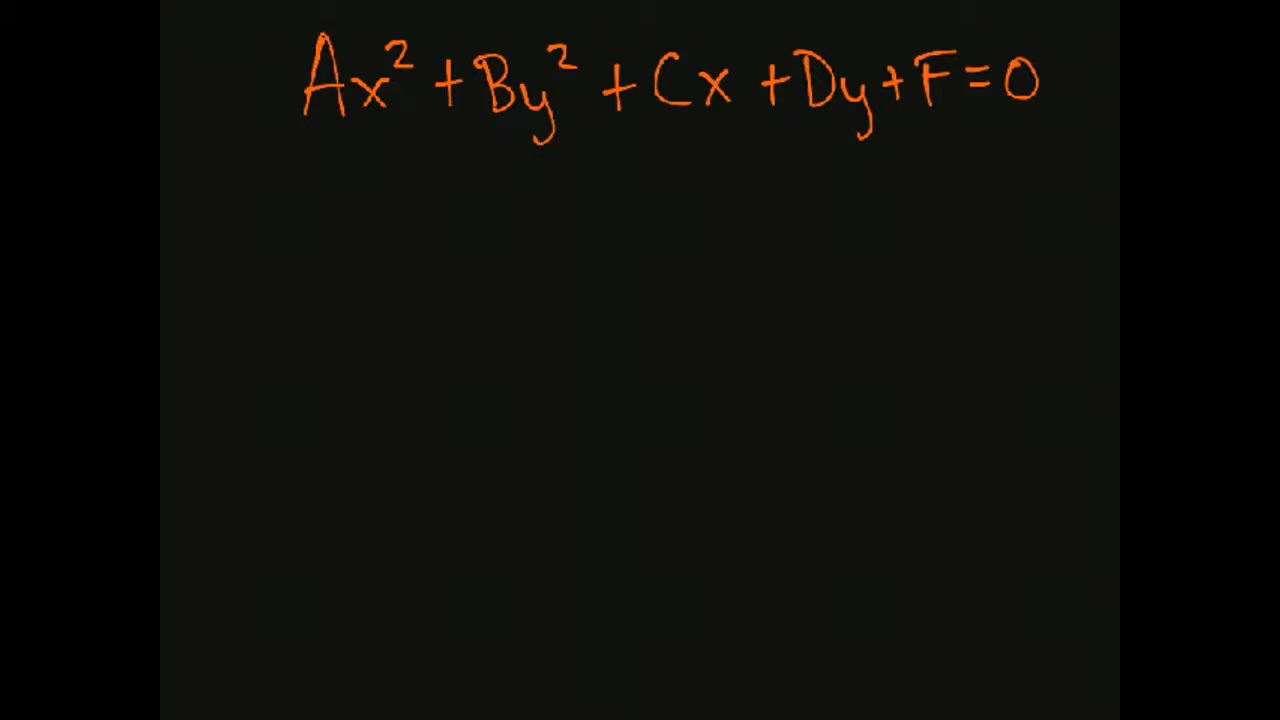 Ax² + By² + Cx + Dy + F = 0